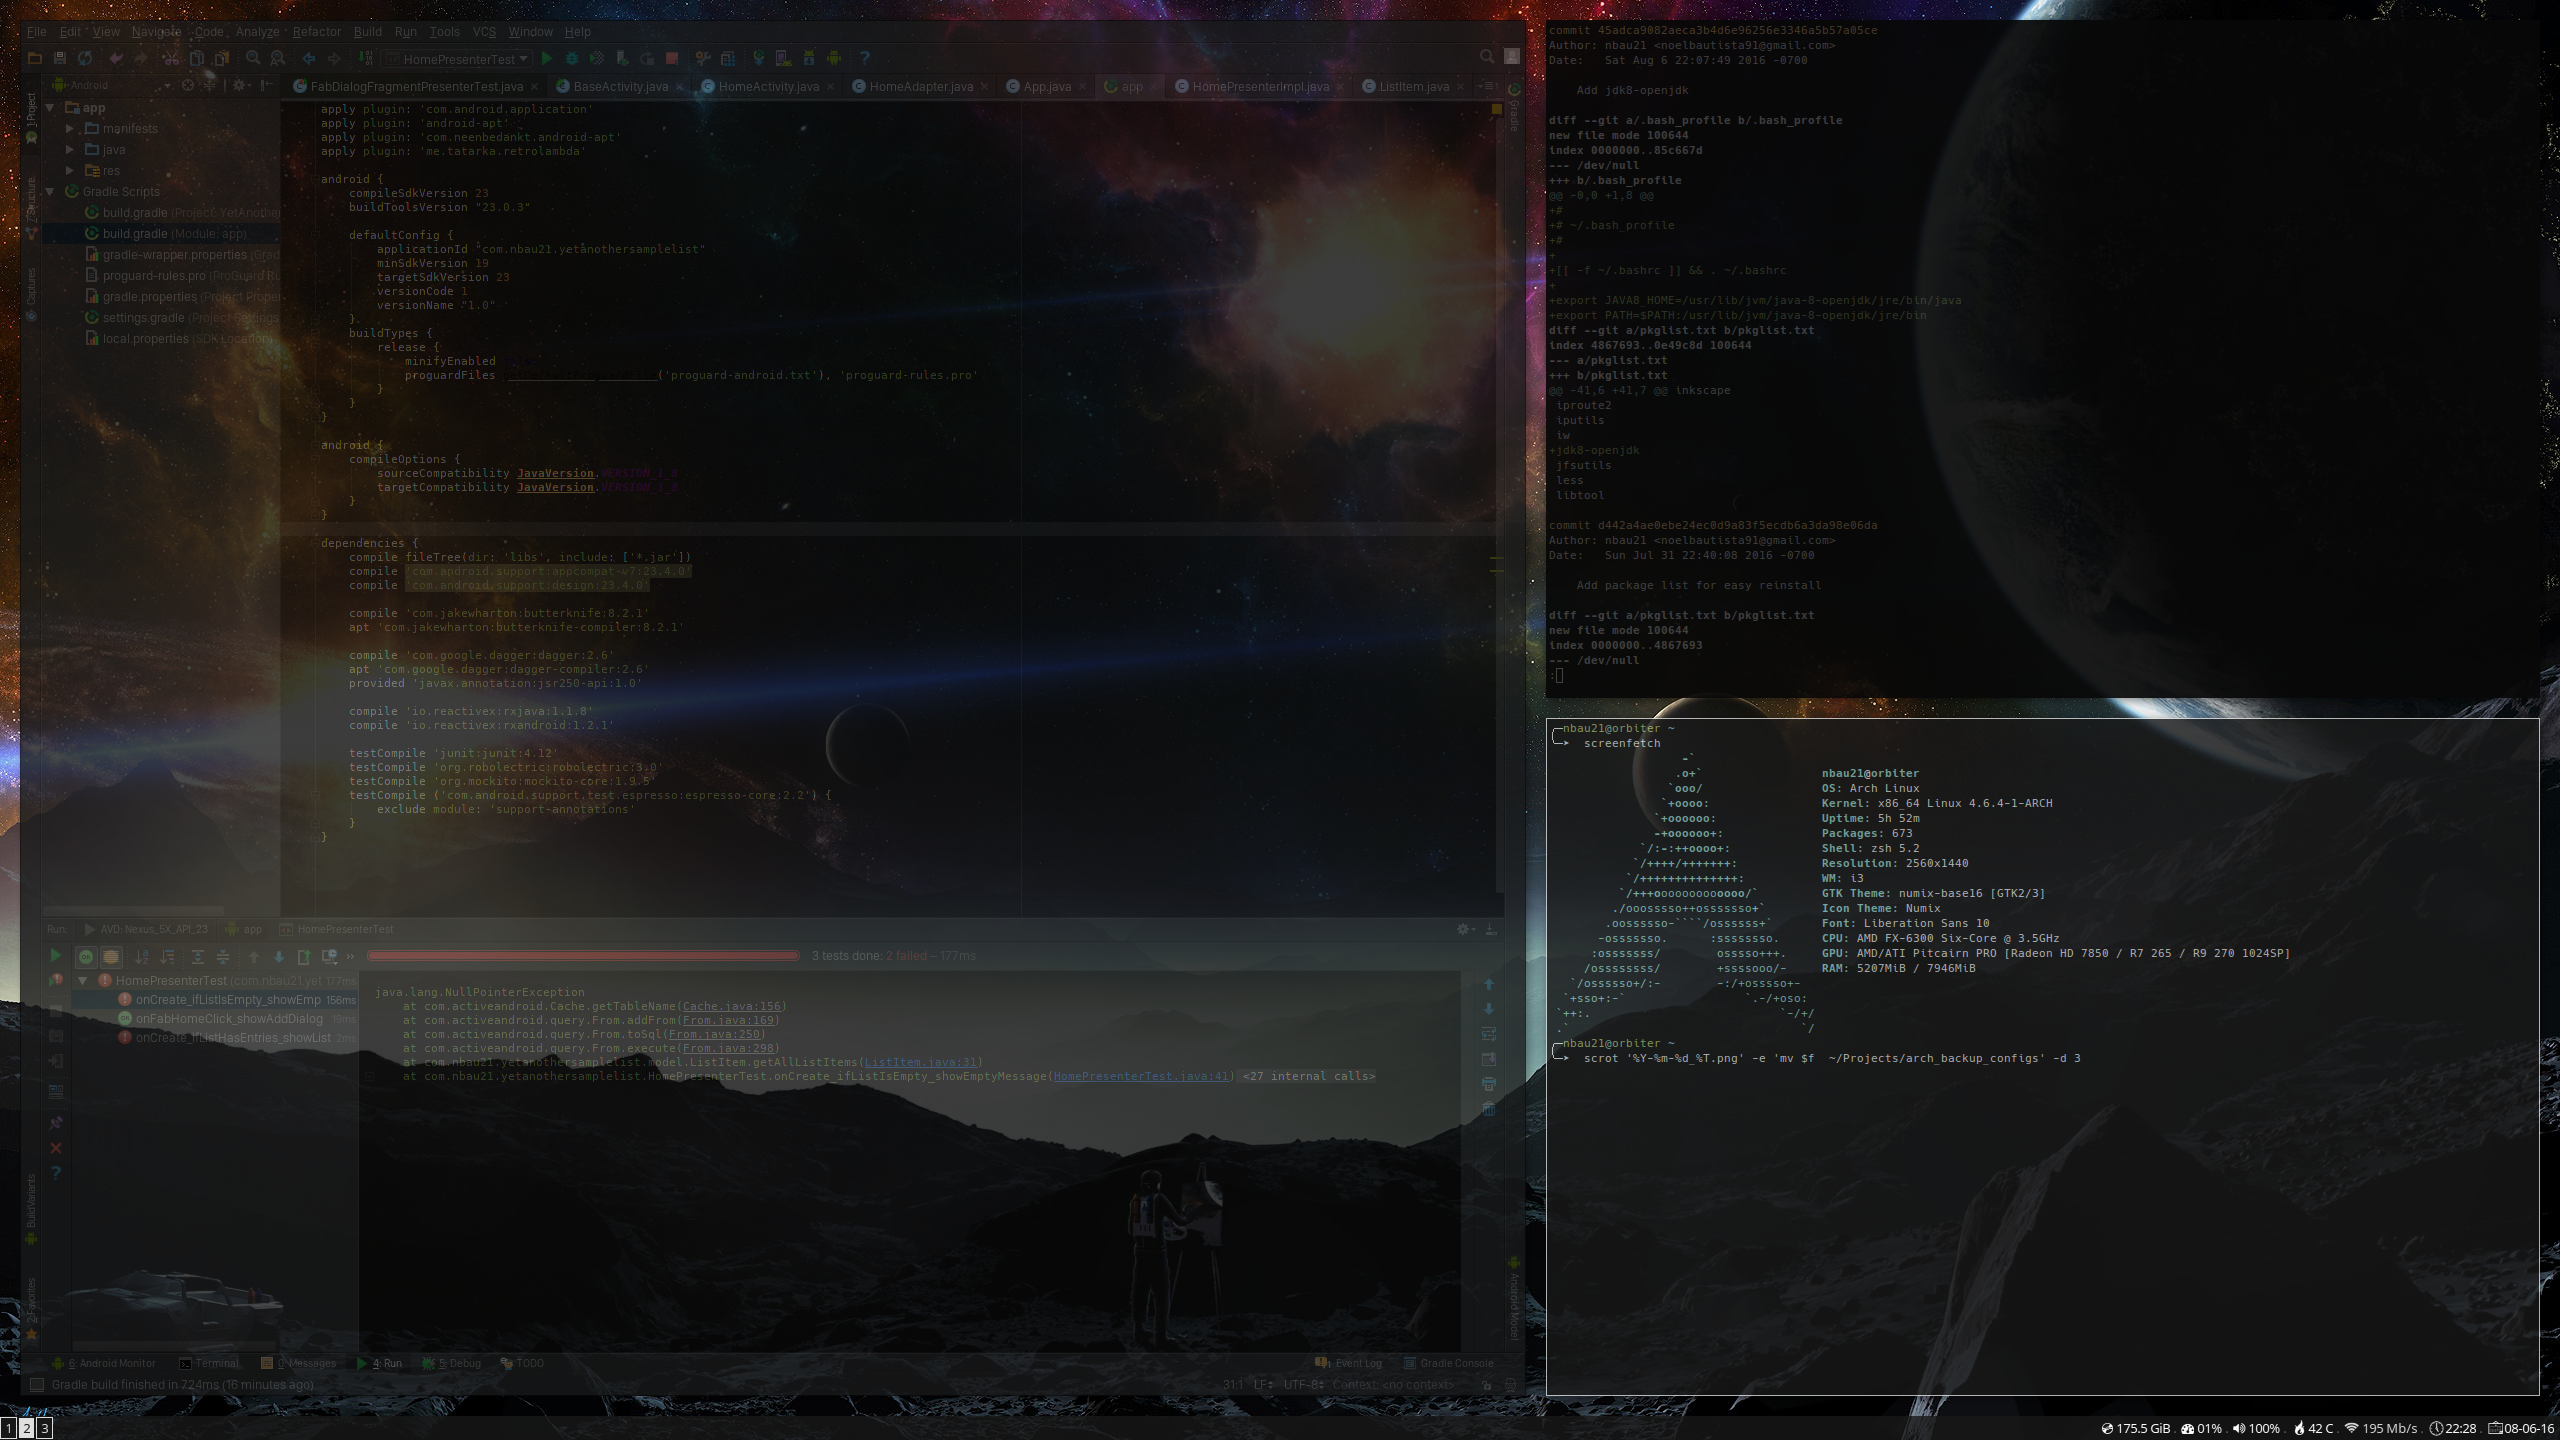 File Edit View Navigate Code Analyze Refactor Build Run Tools VCS Window Help
HomePresenterTest
Android
FabDialogFragmentPresenterTest.java BaseActivity.java HomeActivity.java HomeAdapter.java App.java app HomePresenterImpl.java ListItem.java
1: Project
Captures
Gradle
app
manifests
java
res
Gradle Scripts
build.gradle (Project: YetAnother
build.gradle (Module: app)
gradle-wrapper.properties (Grad
proguard-rules.pro (ProGuard Ru
gradle.properties (Project Proper
settings.gradle (Project Settings
local.properties (SDK Location)
apply plugin: 'com.android.application'
apply plugin: 'android-apt'
apply plugin: 'com.neenbedankt.android-apt'
apply plugin: 'me.tatarka.retrolambda'
android {
compileSdkVersion 23
buildToolsVersion "23.0.3"
defaultConfig {
applicationId "com.nbau21.yetanothersamplelist"
minSdkVersion 19
targetSdkVersion 23
versionCode 1
versionName "1.0"
}
buildTypes {
release {
minifyEnabled
proguardFiles ('proguard-android.txt'), 'proguard-rules.pro'
}
}
}
android {
compileOptions {
sourceCompatibility JavaVersion.VERSION_1_8
targetCompatibility JavaVersion.VERSION_1_8
}
}
dependencies {
compile fileTree(dir: 'libs', include: ['*.jar'])
compile 'com.android.support:appcompat-v7:23.4.0'
compile 'com.android.support:design:23.4.0'
compile 'com.jakewharton:butterknife:8.2.1'
apt 'com.jakewharton:butterknife-compiler:8.2.1'
compile 'com.google.dagger:dagger:2.6'
apt 'com.google.dagger:dagger-compiler:2.6'
provided 'javax.annotation:jsr250-api:1.0'
compile 'io.reactivex:rxjava:1.1.8'
compile 'io.reactivex:rxandroid:1.2.1'
testCompile 'junit:junit:4.12'
testCompile 'org.robolectric:robolectric:3.0'
testCompile 'org.mockito:mockito-core:1.9.5'
testCompile ('com.android.support.test.espresso:espresso-core:2.2') {
exclude module: 'support-annotations'
}
}
Run: AVD: Nexus_5X_API_23 app HomePresenterTest
3 tests done: 2 failed – 177ms
HomePresenterTest (com.nbau21.yet 177ms
onCreate_ifListIsEmpty_showEmp 156ms
onFabHomeClick_showAddDialog 19ms
onCreate_ifListHasEntries_showList 2ms
java.lang.NullPointerException
at com.activeandroid.Cache.getTableName(Cache.java:156)
at com.activeandroid.query.From.addFrom(From.java:169)
at com.activeandroid.query.From.toSql(From.java:250)
at com.activeandroid.query.From.execute(From.java:298)
at com.nbau21.yetanothersamplelist.model.ListItem.getAllListItems(ListItem.java:31)
at com.nbau21.yetanothersamplelist.HomePresenterTest.onCreate_ifListIsEmpty_showEmptyMessage(HomePresenterTest.java:41) <27 internal calls>
Build Variants
2: Favorites
Android Model
6: Android Monitor Terminal 0: Messages 4: Run 5: Debug TODO Event Log Gradle Console
Gradle build finished in 724ms (16 minutes ago) 31:1 LF UTF-8 Context: <no context>
commit 45adca9082aeca3b4d6e96256e3346a5b57a05ce
Author: nbau21 <noelbautista91@gmail.com>
Date: Sat Aug 6 22:07:49 2016 -0700
Add jdk8-openjdk
diff --git a/.bash_profile b/.bash_profile
new file mode 100644
index 0000000..85c667d
--- /dev/null
+++ b/.bash_profile
@@ -0,0 +1,8 @@
+#
+# ~/.bash_profile
+#
+
+[[ -f ~/.bashrc ]] && . ~/.bashrc
+
+export JAVA8_HOME=/usr/lib/jvm/java-8-openjdk/jre/bin/java
+export PATH=$PATH:/usr/lib/jvm/java-8-openjdk/jre/bin
diff --git a/pkglist.txt b/pkglist.txt
index 4867693..0e49c8d 100644
--- a/pkglist.txt
+++ b/pkglist.txt
@@ -41,6 +41,7 @@ inkscape
iproute2
iputils
iw
+jdk8-openjdk
jfsutils
less
libtool
commit d442a4ae0ebe24ec0d9a83f5ecdb6a3da98e06da
Author: nbau21 <noelbautista91@gmail.com>
Date: Sun Jul 31 22:40:08 2016 -0700
Add package list for easy reinstall
diff --git a/pkglist.txt b/pkglist.txt
new file mode 100644
index 0000000..4867693
--- /dev/null
:
nbau21@orbiter ~
screenfetch
nbau21@orbiter
OS: Arch Linux
Kernel: x86_64 Linux 4.6.4-1-ARCH
Uptime: 5h 52m
Packages: 673
Shell: zsh 5.2
Resolution: 2560x1440
WM: i3
GTK Theme: numix-base16 [GTK2/3]
Icon Theme: Numix
Font: Liberation Sans 10
CPU: AMD FX-6300 Six-Core @ 3.5GHz
GPU: AMD/ATI Pitcairn PRO [Radeon HD 7850 / R7 265 / R9 270 1024SP]
RAM: 5207MiB / 7946MiB
nbau21@orbiter ~
scrot '%Y-%m-%d_%T.png' -e 'mv $f  ~/Projects/arch_backup_configs' -d 3
1 2 3
175.5 GiB 01% 100% 42 C 195 Mb/s 22:28 08-06-16